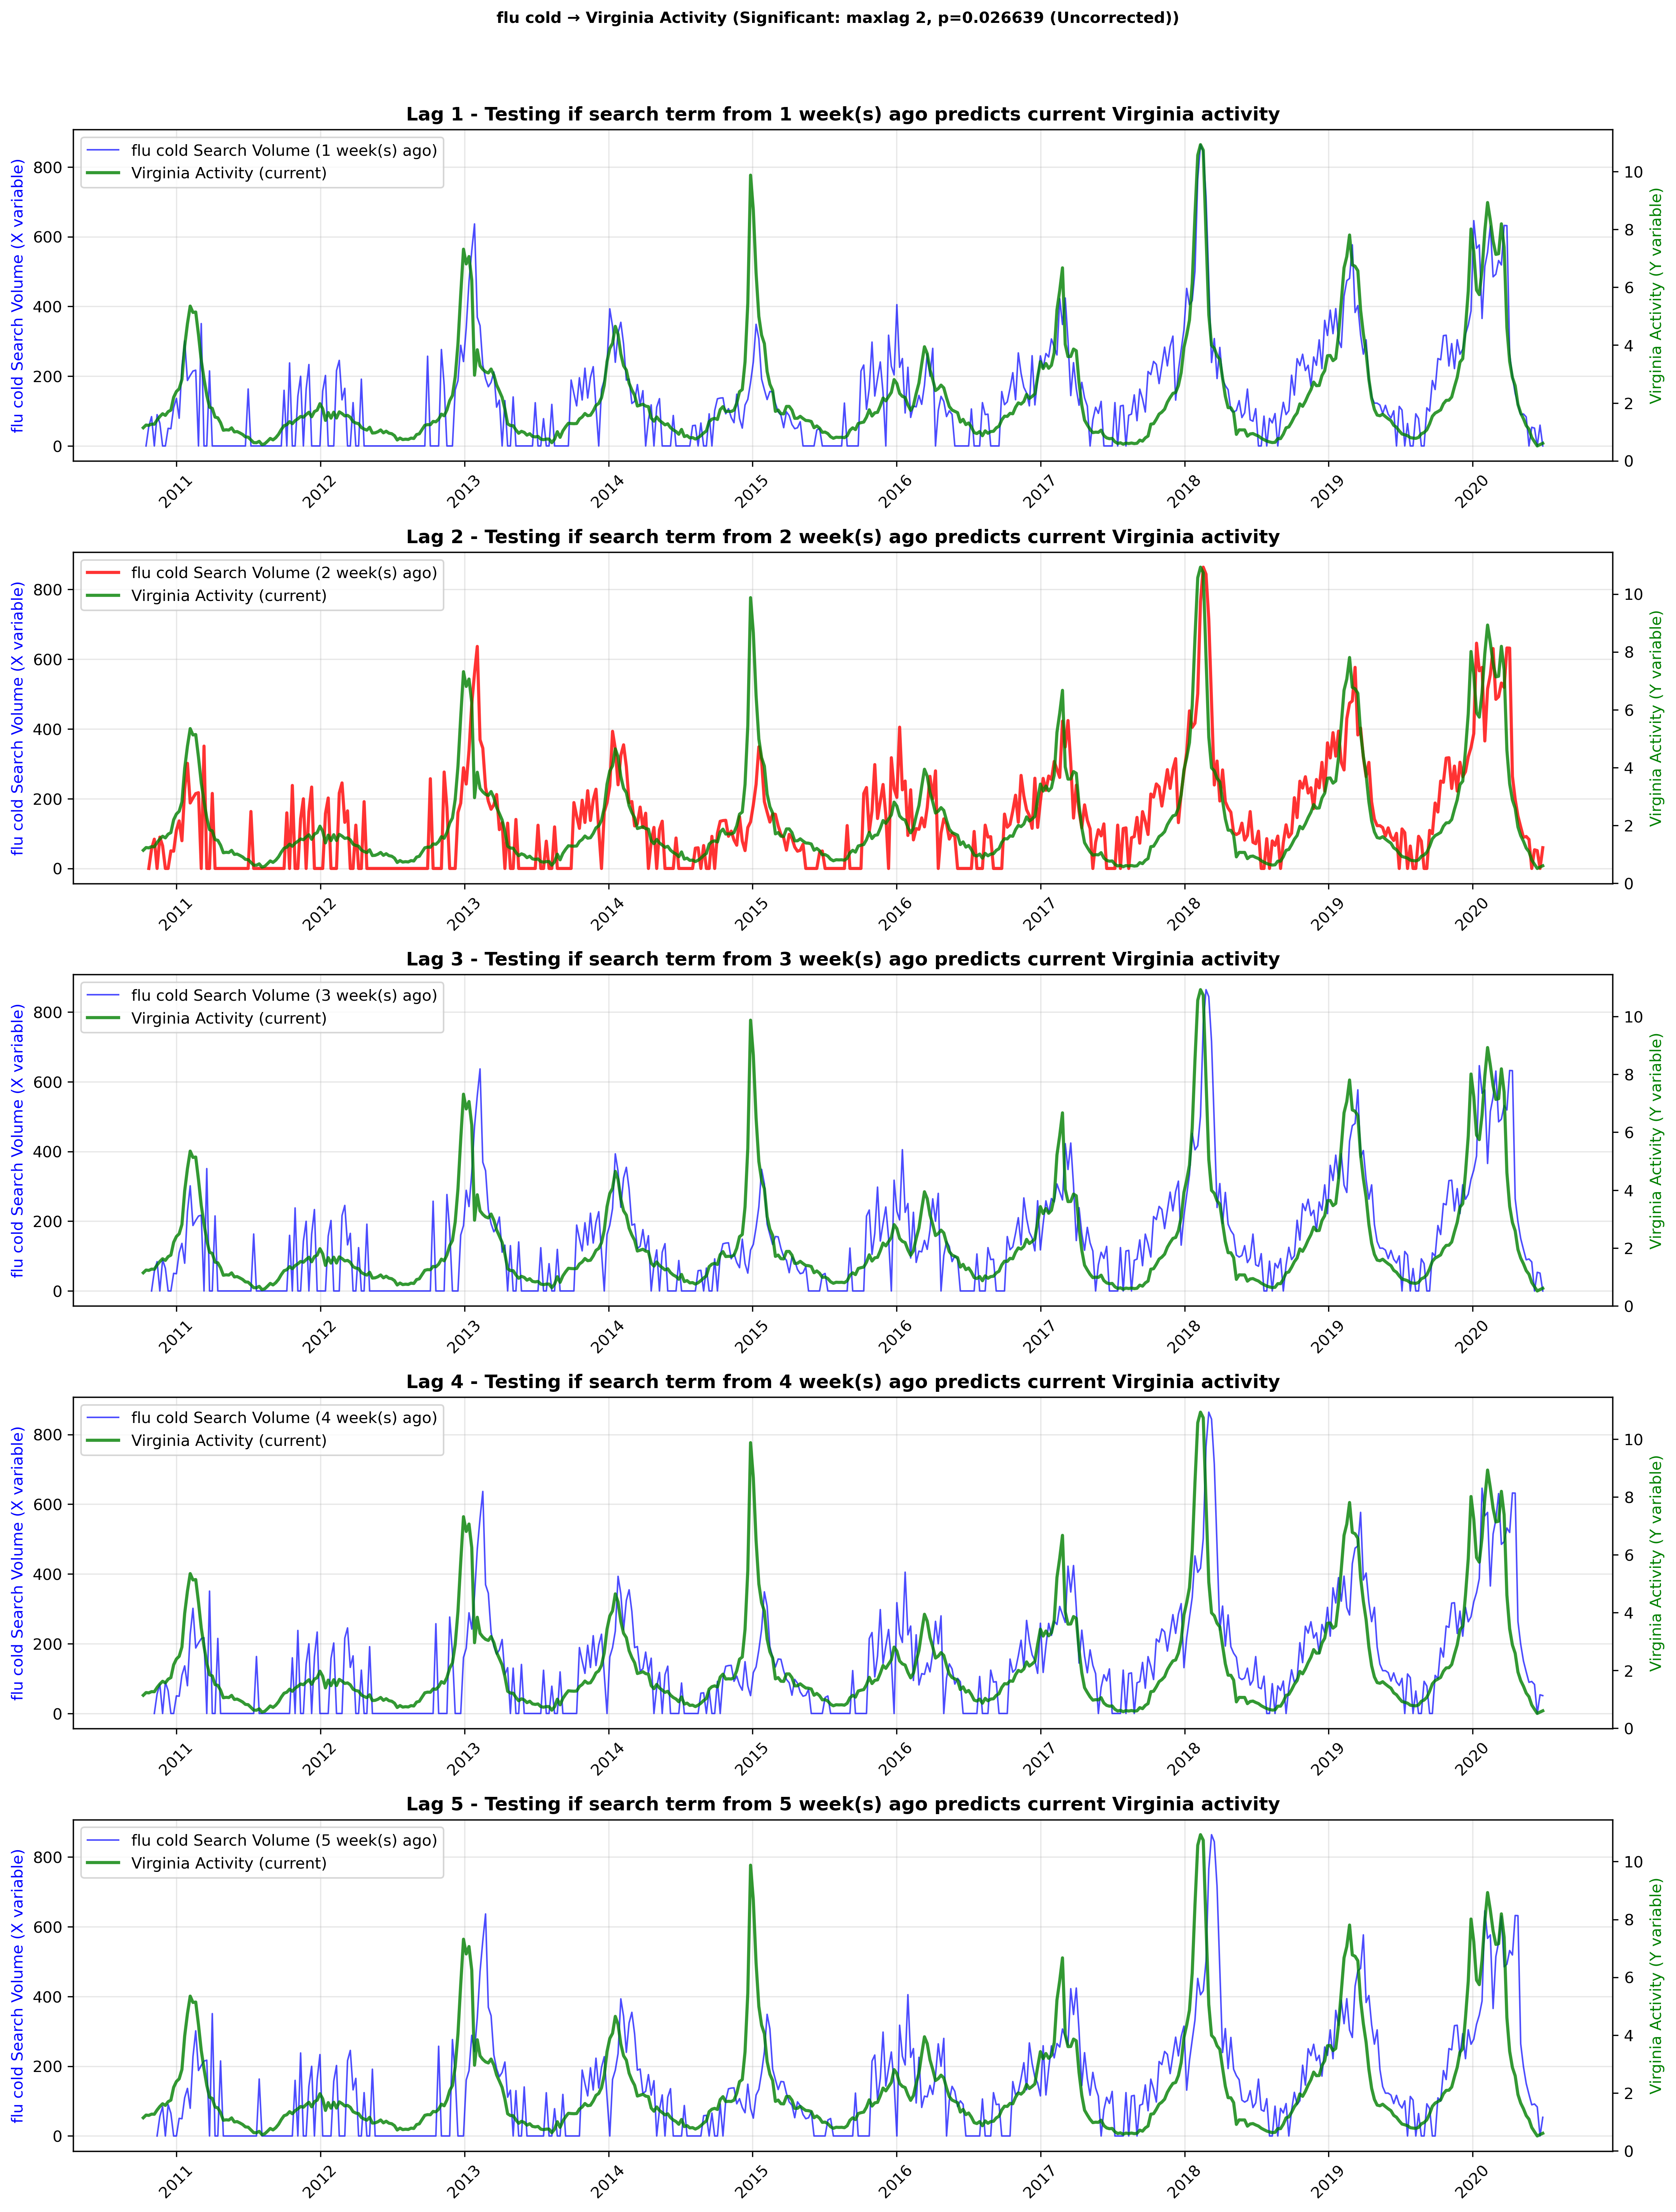 flu cold → Virginia Activity (Significant: maxlag 2, p=0.026639 (Uncorrected))
Lag 1 - Testing if search term from 1 week(s) ago predicts current Virginia activity
flu cold Search Volume (1 week(s) ago)
Virginia Activity (current)
flu cold Search Volume (X variable)
Virginia Activity (Y variable)
800
600
400
200
0
10
8
6
4
2
0
2011 2012 2013 2014 2015 2016 2017 2018 2019 2020
Lag 2 - Testing if search term from 2 week(s) ago predicts current Virginia activity
flu cold Search Volume (2 week(s) ago)
Virginia Activity (current)
flu cold Search Volume (X variable)
Virginia Activity (Y variable)
800
600
400
200
0
10
8
6
4
2
0
2011 2012 2013 2014 2015 2016 2017 2018 2019 2020
Lag 3 - Testing if search term from 3 week(s) ago predicts current Virginia activity
flu cold Search Volume (3 week(s) ago)
Virginia Activity (current)
flu cold Search Volume (X variable)
Virginia Activity (Y variable)
800
600
400
200
0
10
8
6
4
2
0
2011 2012 2013 2014 2015 2016 2017 2018 2019 2020
Lag 4 - Testing if search term from 4 week(s) ago predicts current Virginia activity
flu cold Search Volume (4 week(s) ago)
Virginia Activity (current)
flu cold Search Volume (X variable)
Virginia Activity (Y variable)
800
600
400
200
0
10
8
6
4
2
0
2011 2012 2013 2014 2015 2016 2017 2018 2019 2020
Lag 5 - Testing if search term from 5 week(s) ago predicts current Virginia activity
flu cold Search Volume (5 week(s) ago)
Virginia Activity (current)
flu cold Search Volume (X variable)
Virginia Activity (Y variable)
800
600
400
200
0
10
8
6
4
2
0
2011 2012 2013 2014 2015 2016 2017 2018 2019 2020